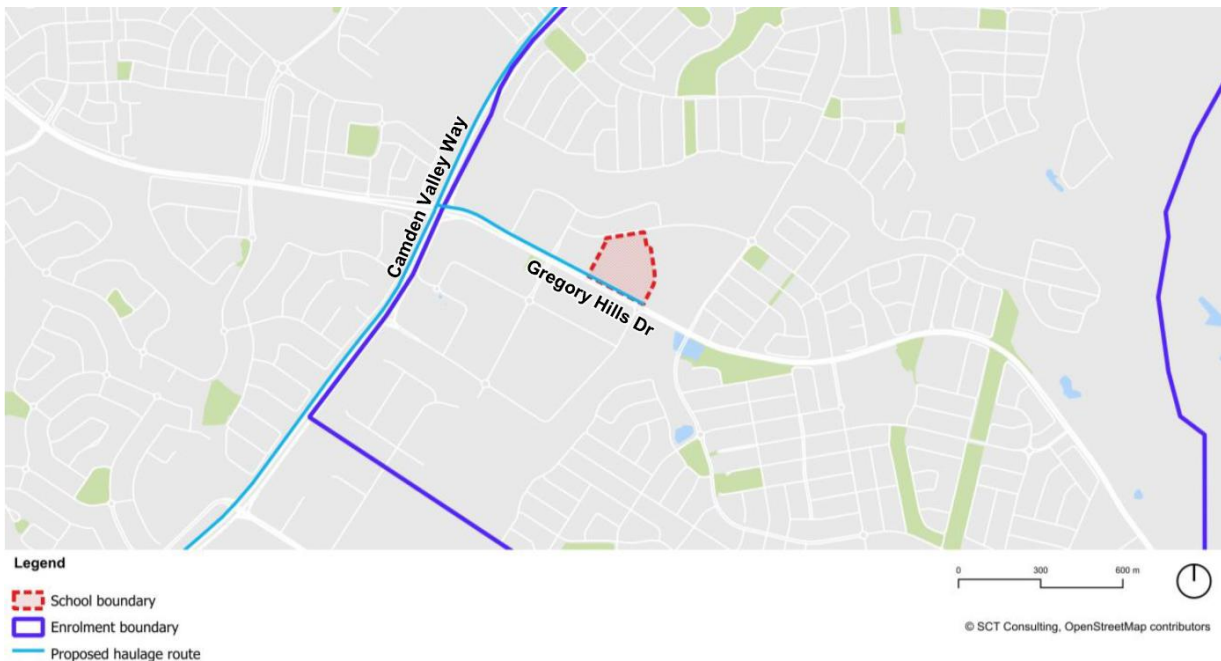 Camden Valley Way
Gregory Hills Dr
Legend
School boundary
Enrolment boundary
Proposed haulage route
0 300 600 m
© SCT Consulting, OpenStreetMap contributors